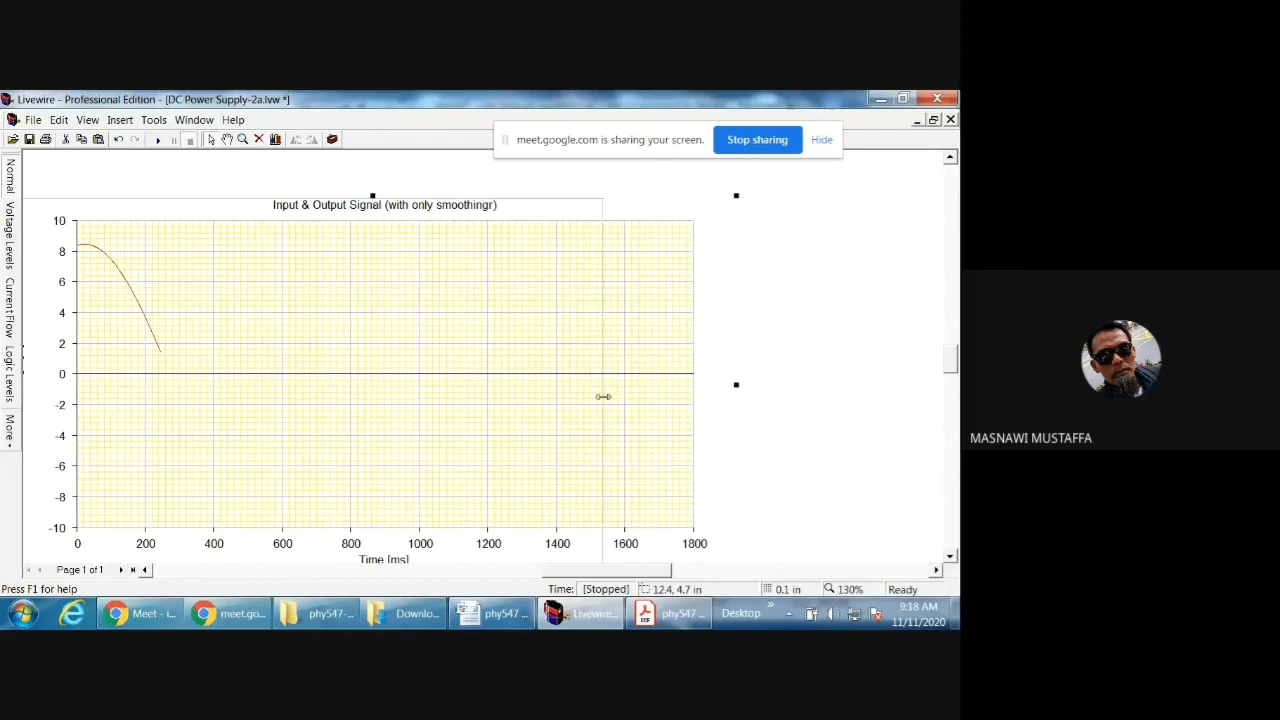 Livewire - Professional Edition - [DC Power Supply-2a.lvw *]
File Edit View Insert Tools Window Help
meet.google.com is sharing your screen. Stop sharing Hide
Normal
Voltage Levels
Current Flow
Logic Levels
More
Input & Output Signal (with only smoothingr)
10
8
6
4
2
0
-2
-4
-6
-8
-10
0 200 400 600 800 1000 1200 1400 1600 1800
Time [ms]
Page 1 of 1
Press F1 for help Time: [Stopped] 12.4, 4.7 in 0.1 in 130% Ready
Meet - ı... meet.go... phy547-... Downlo... phy547 ... Livewire... phy547 ... Desktop 9:18 AM
11/11/2020
MASNAWI MUSTAFFA